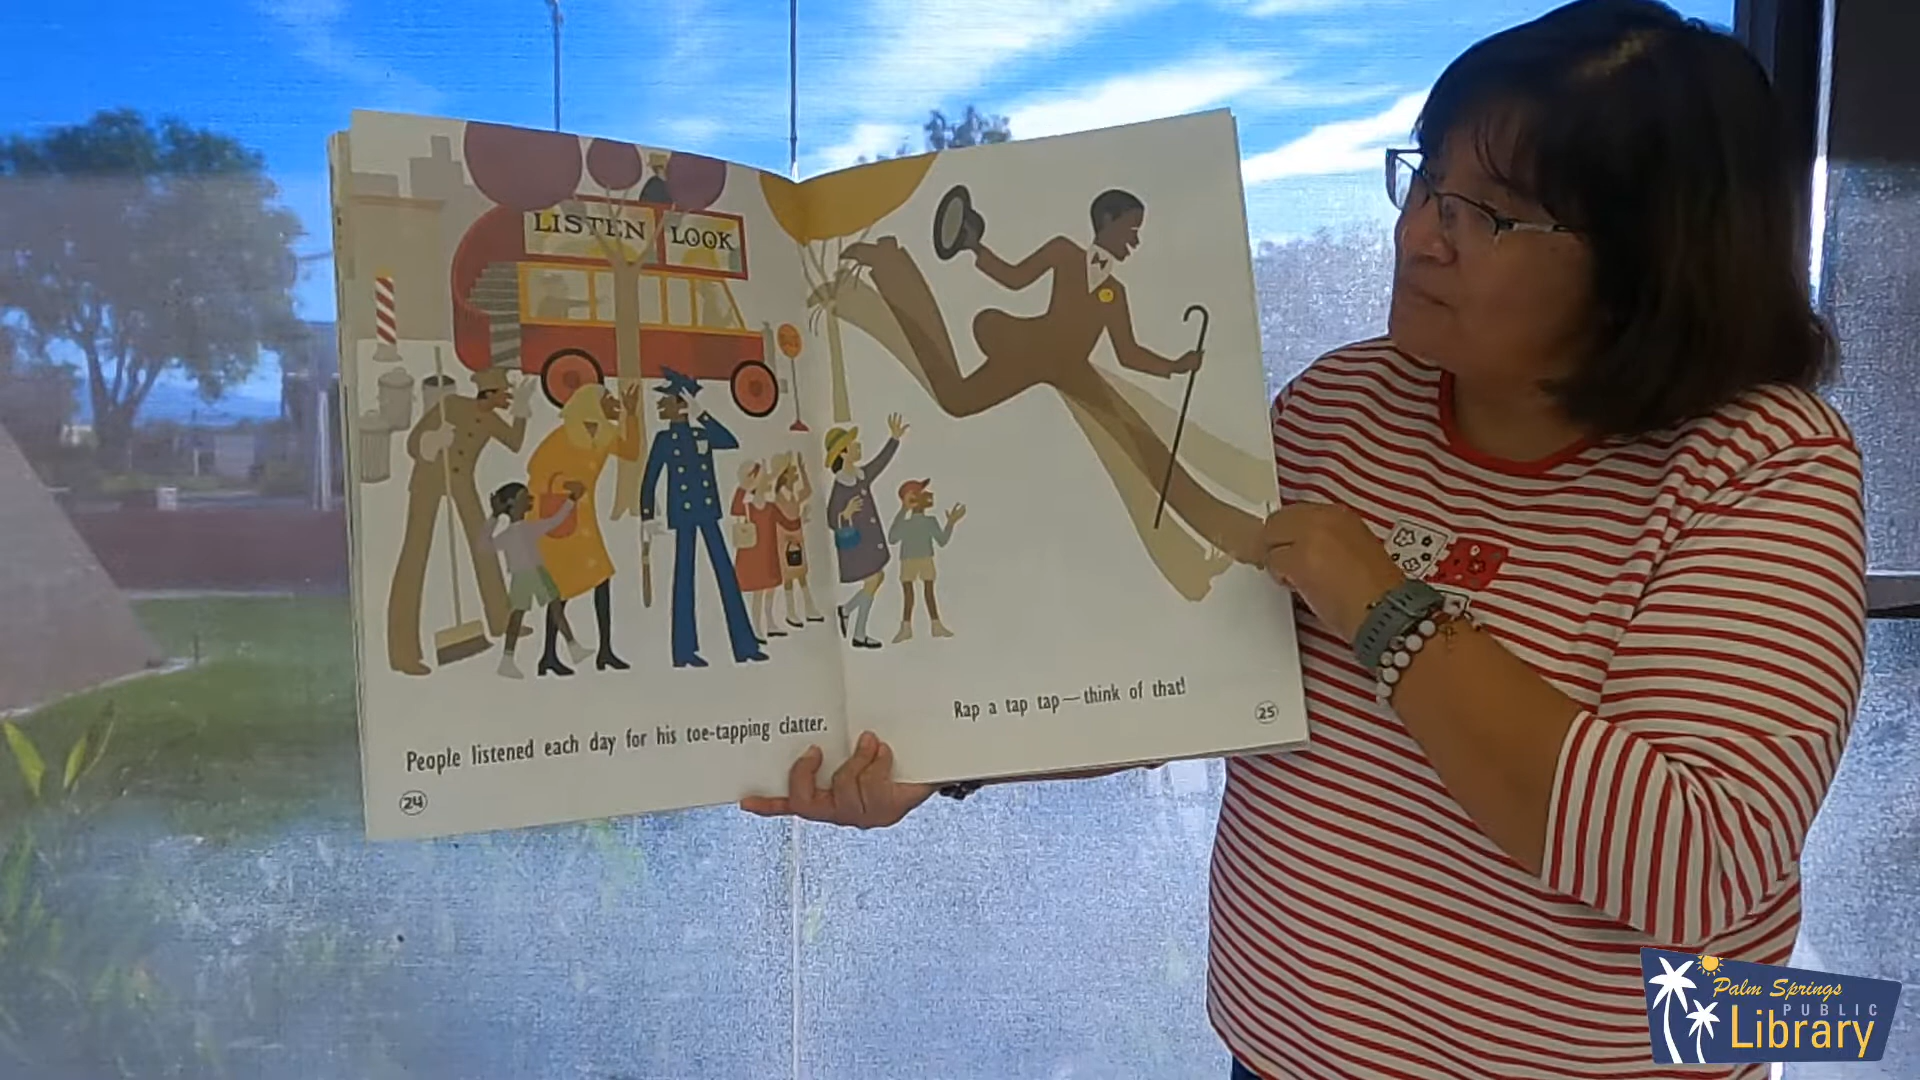 LISTEN LOOK
People listened each day for his toe-tapping clatter.
24
Rap a tap tap—think of that!
25
Palm Springs
PUBLIC
Library